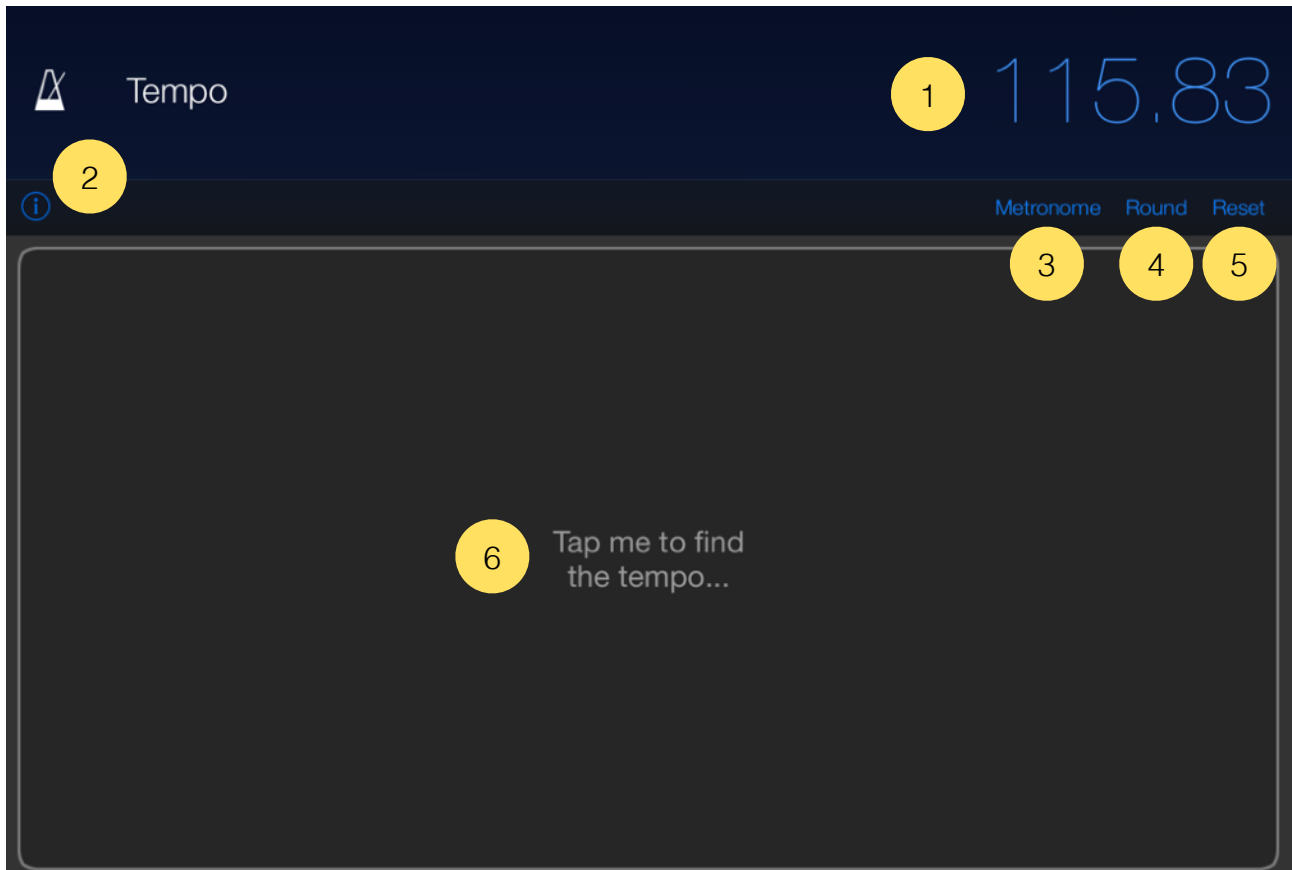 Tempo
1
115.83
2
Metronome Round Reset
3 4 5
6
Tap me to find
the tempo...